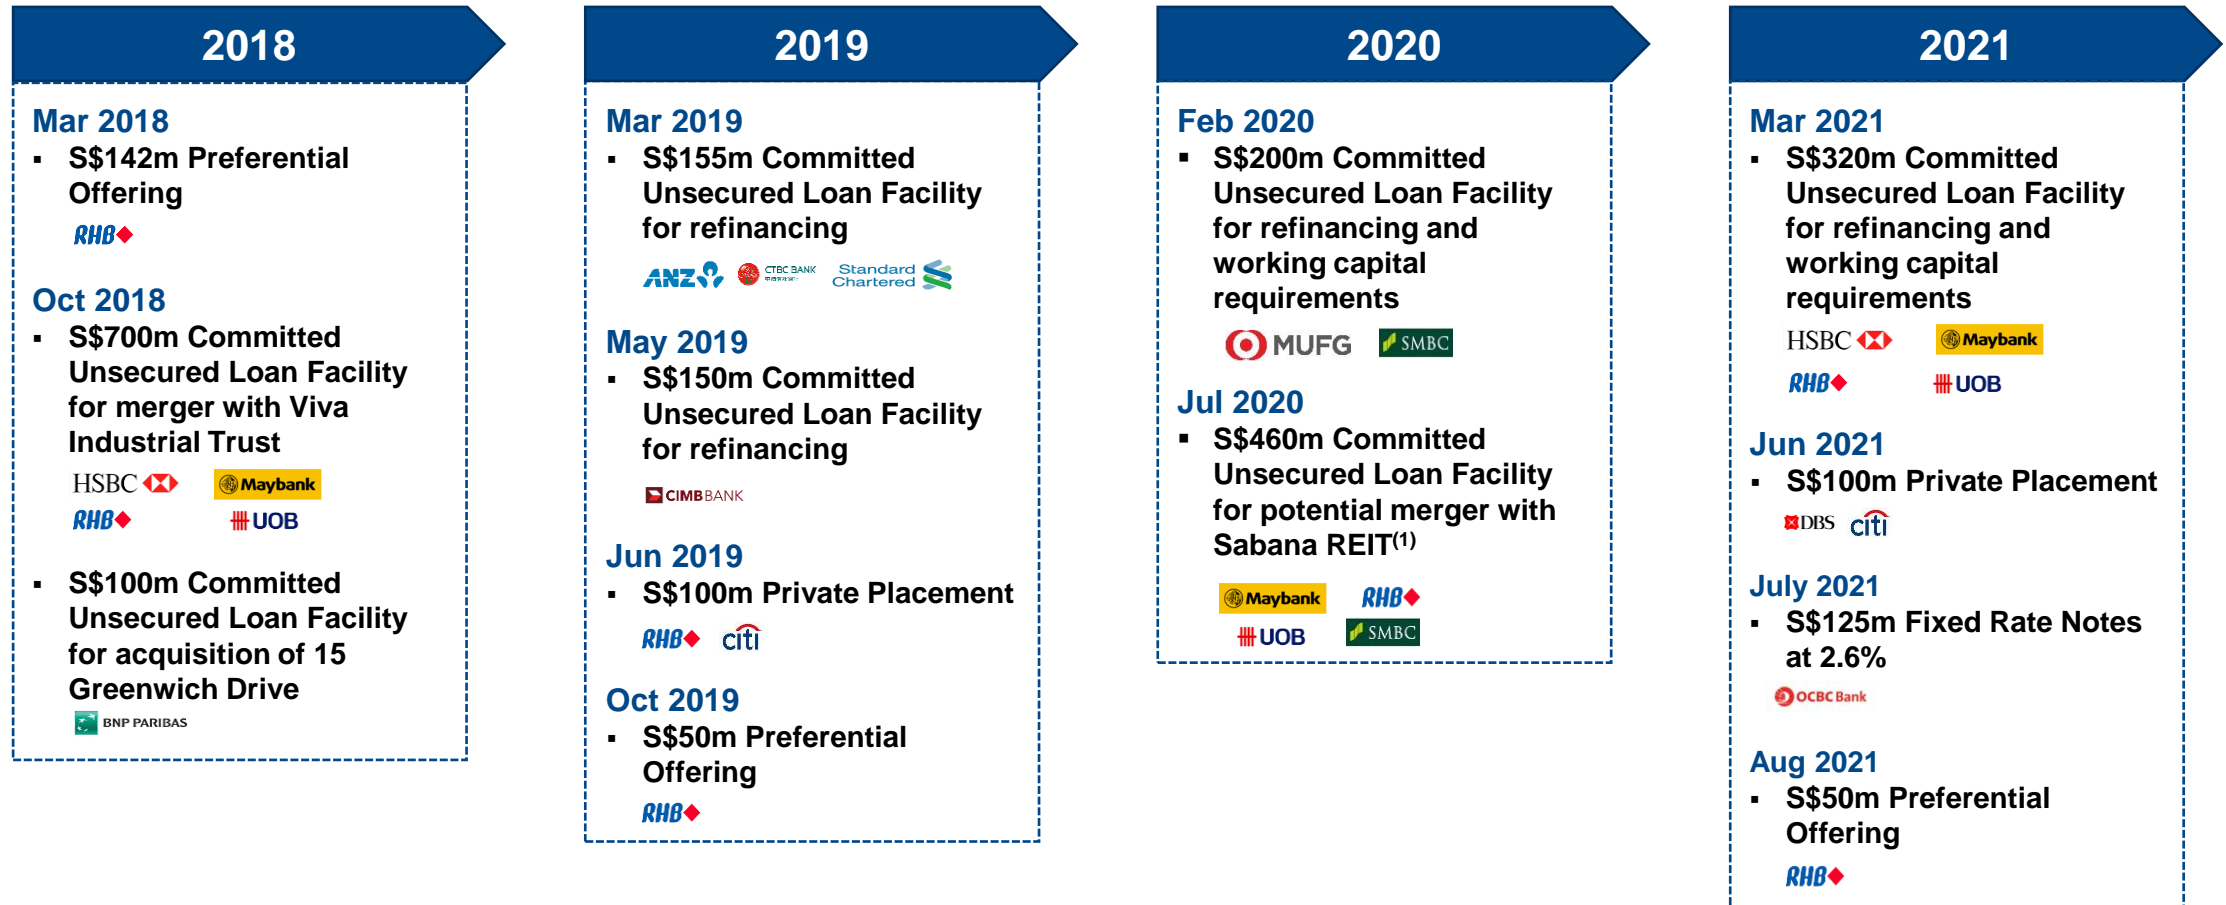 2018
Mar 2018
▪ S$142m Preferential
Offering
RHB
Oct 2018
▪ S$700m Committed
Unsecured Loan Facility
for merger with Viva
Industrial Trust
HSBC Maybank
RHB UOB
▪ S$100m Committed
Unsecured Loan Facility
for acquisition of 15
Greenwich Drive
BNP PARIBAS
2019
Mar 2019
▪ S$155m Committed
Unsecured Loan Facility
for refinancing
ANZ CTBC BANK Standard
Chartered
May 2019
▪ S$150m Committed
Unsecured Loan Facility
for refinancing
CIMB BANK
Jun 2019
▪ S$100m Private Placement
RHB citi
Oct 2019
▪ S$50m Preferential
Offering
RHB
2020
Feb 2020
▪ S$200m Committed
Unsecured Loan Facility
for refinancing and
working capital
requirements
MUFG SMBC
Jul 2020
▪ S$460m Committed
Unsecured Loan Facility
for potential merger with
Sabana REIT(1)
Maybank RHB
UOB SMBC
2021
Mar 2021
▪ S$320m Committed
Unsecured Loan Facility
for refinancing and
working capital
requirements
HSBC Maybank
RHB UOB
Jun 2021
▪ S$100m Private Placement
DBS citi
July 2021
▪ S$125m Fixed Rate Notes
at 2.6%
OCBC Bank
Aug 2021
▪ S$50m Preferential
Offering
RHB